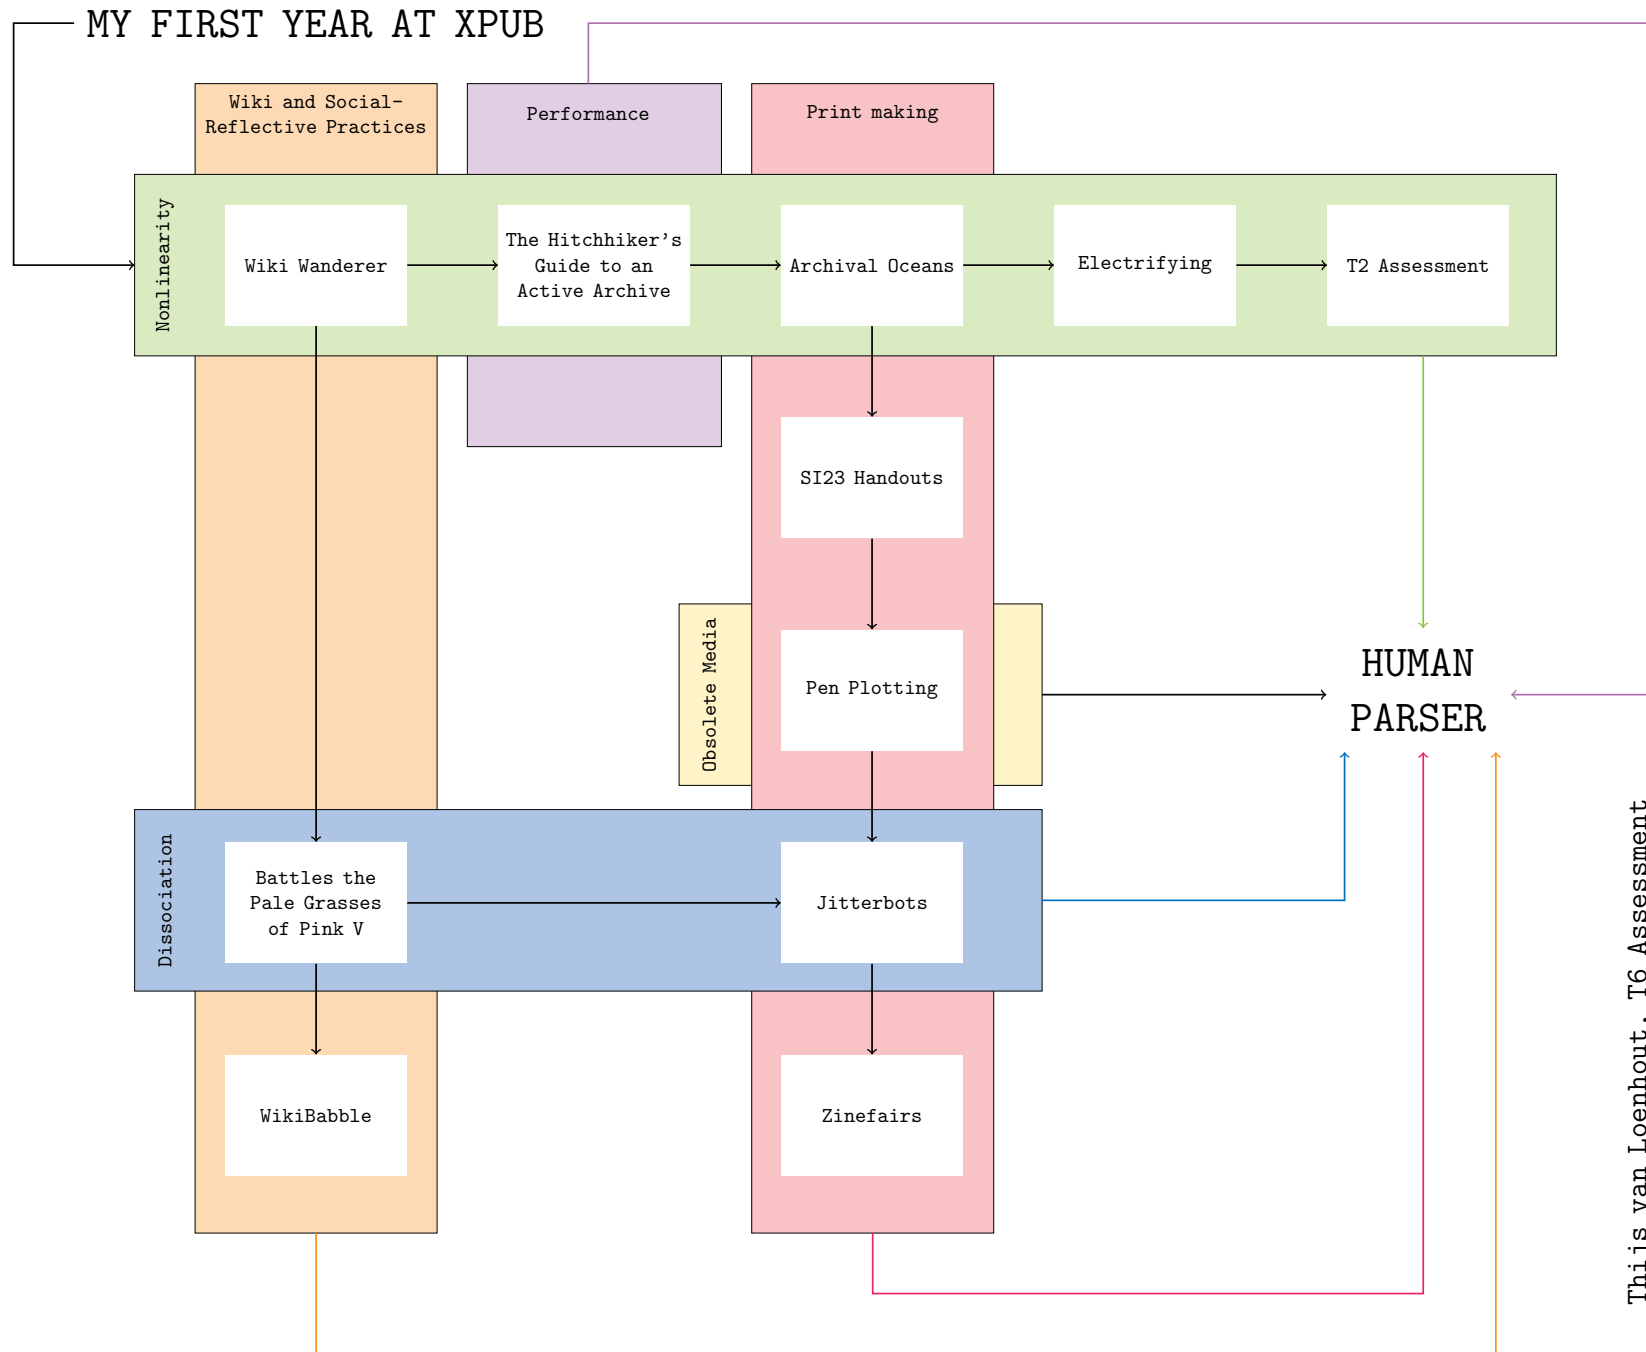 MY FIRST YEAR AT XPUB
Wiki and Social-
Reflective Practices
Performance
Print making
Nonlinearity
Wiki Wanderer
The Hitchhiker's
Guide to an
Active Archive
Archival Oceans
Electrifying
T2 Assessment
SI23 Handouts
Obsolete Media
Pen Plotting
HUMAN
PARSER
Dissociation
Battles the
Pale Grasses
of Pink V
Jitterbots
WikiBabble
Zinefairs
Thijs van Loenhout, T6 Assessment